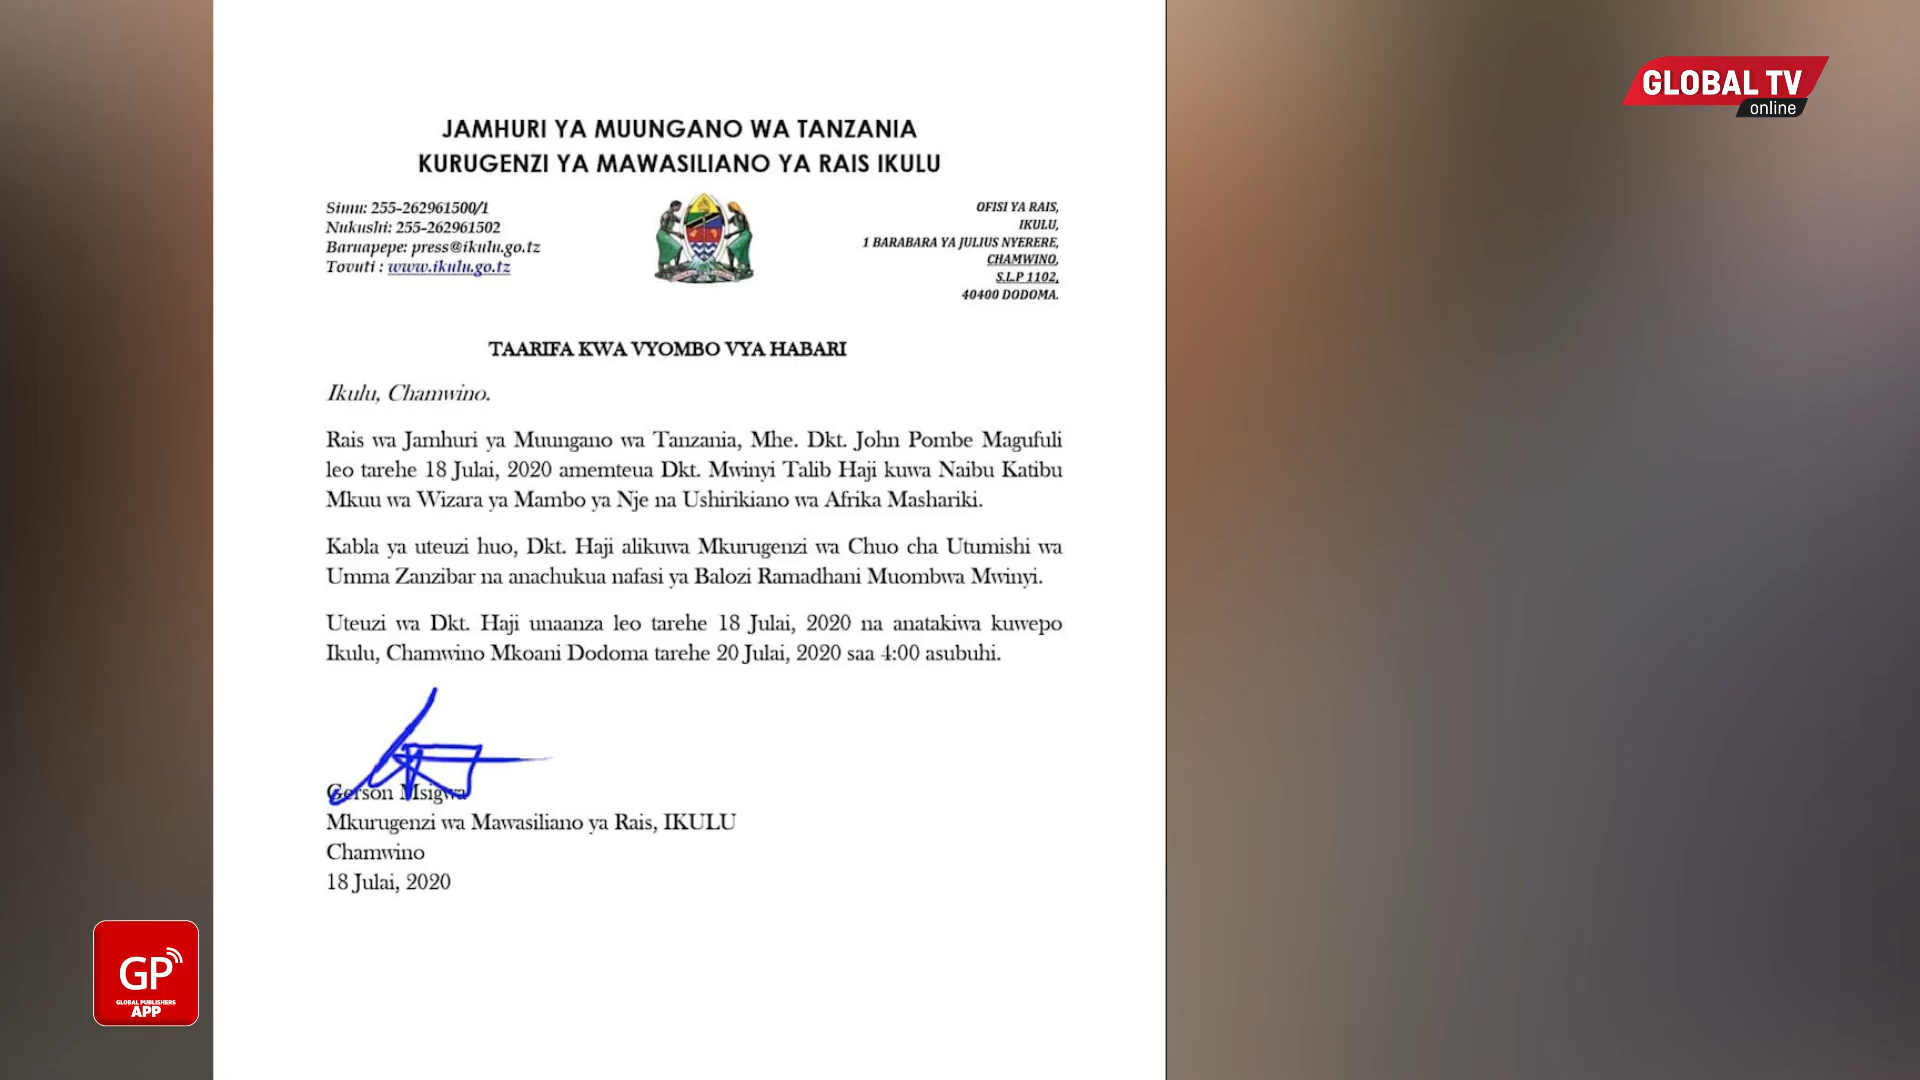 GLOBAL TV
online
JAMHURI YA MUUNGANO WA TANZANIA
KURUGENZI YA MAWASILIANO YA RAIS IKULU
Simu: 255-262961500/1
Nukushi: 255-262961502
Baruapepe: press@ikulu.go.tz
Tovuti : www.ikulu.go.tz
OFISI YA RAIS,
IKULU,
1 BARABARA YA JULIUS NYERERE,
CHAMWINO,
S.L.P 1102,
40400 DODOMA.
TAARIFA KWA VYOMBO VYA HABARI
Ikulu, Chamwino.
Rais wa Jamhuri ya Muungano wa Tanzania, Mhe. Dkt. John Pombe Magufuli
leo tarehe 18 Julai, 2020 amemteua Dkt. Mwinyi Talib Haji kuwa Naibu Katibu
Mkuu wa Wizara ya Mambo ya Nje na Ushirikiano wa Afrika Mashariki.
Kabla ya uteuzi huo, Dkt. Haji alikuwa Mkurugenzi wa Chuo cha Utumishi wa
Umma Zanzibar na anachukua nafasi ya Balozi Ramadhani Muombwa Mwinyi.
Uteuzi wa Dkt. Haji unaanza leo tarehe 18 Julai, 2020 na anatakiwa kuwepo
Ikulu, Chamwino Mkoani Dodoma tarehe 20 Julai, 2020 saa 4:00 asubuhi.
Gerson Msigwa
Mkurugenzi wa Mawasiliano ya Rais, IKULU
Chamwino
18 Julai, 2020
GP
GLOBAL PUBLISHERS
APP